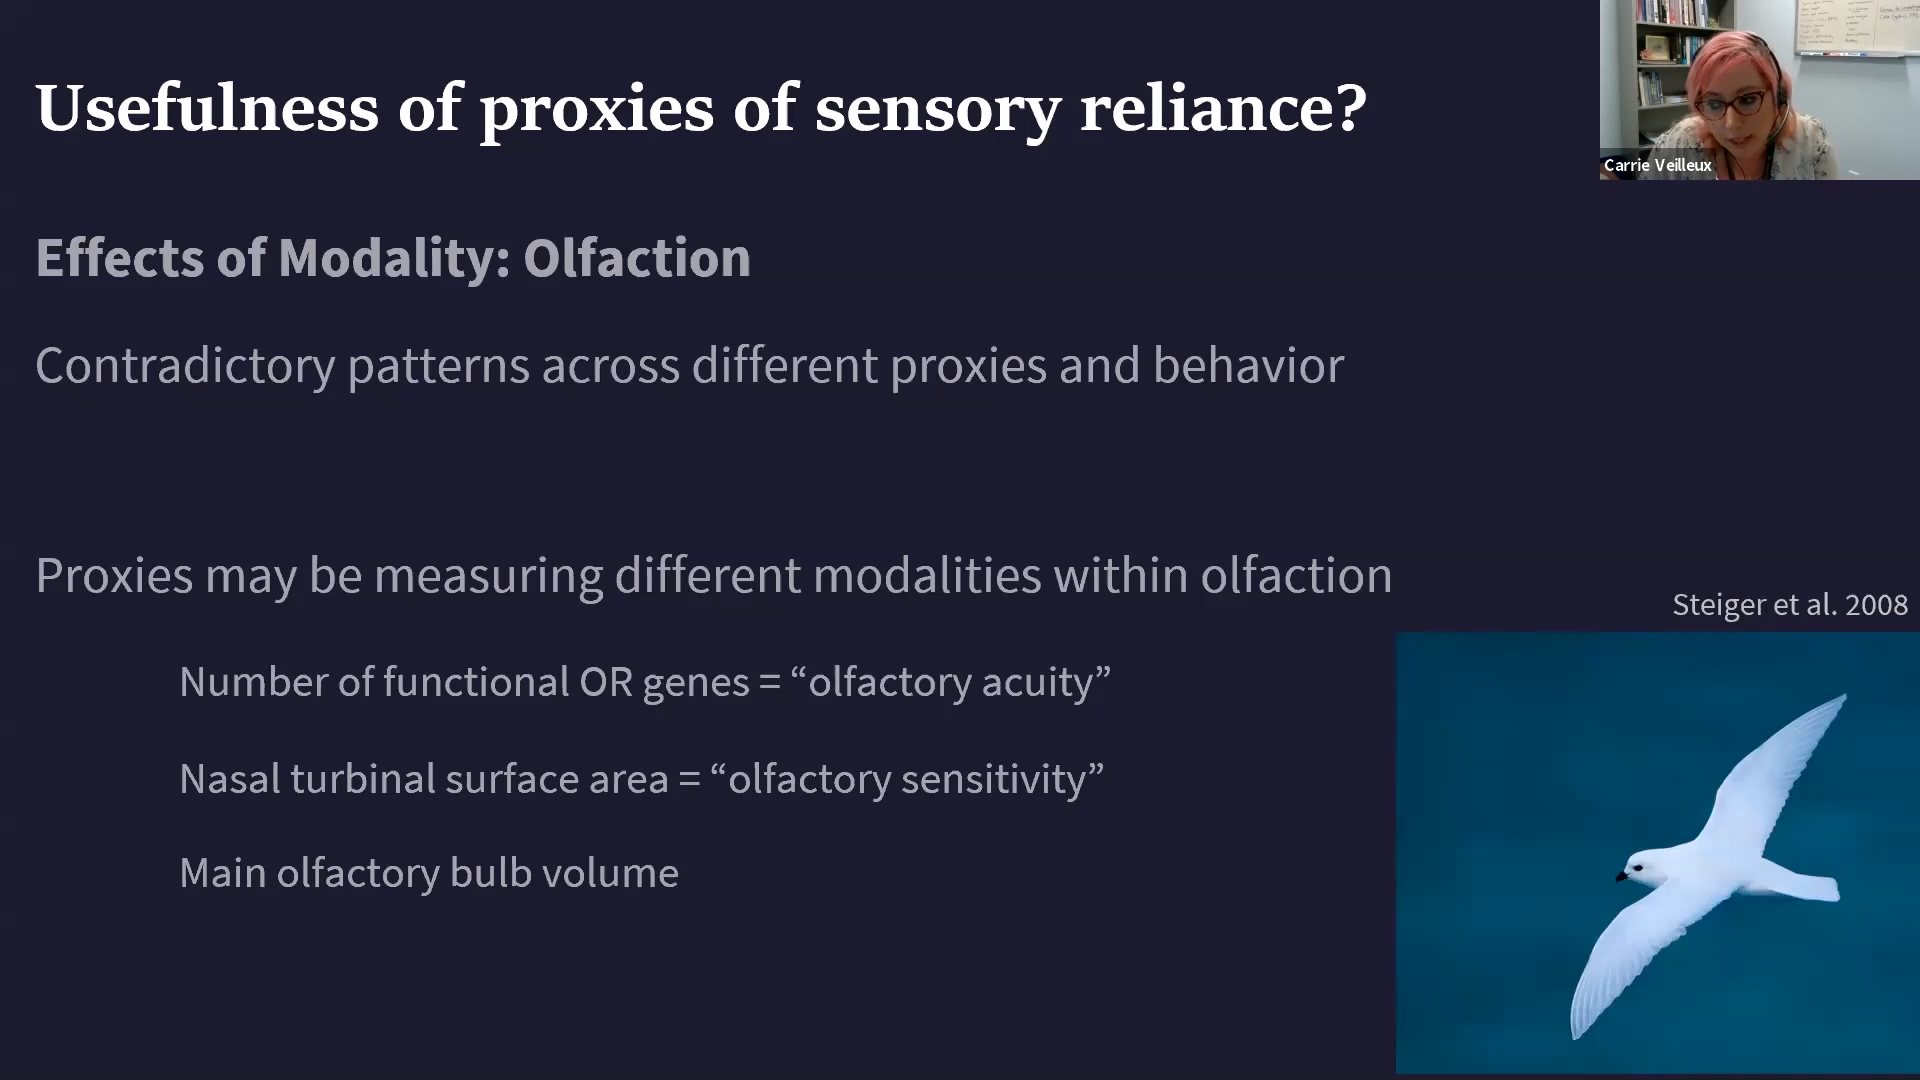 Usefulness of proxies of sensory reliance?
Carrie Veilleux
Effects of Modality: Olfaction
Contradictory patterns across different proxies and behavior
Proxies may be measuring different modalities within olfaction
Steiger et al. 2008
Number of functional OR genes = “olfactory acuity”
Nasal turbinal surface area = “olfactory sensitivity”
Main olfactory bulb volume